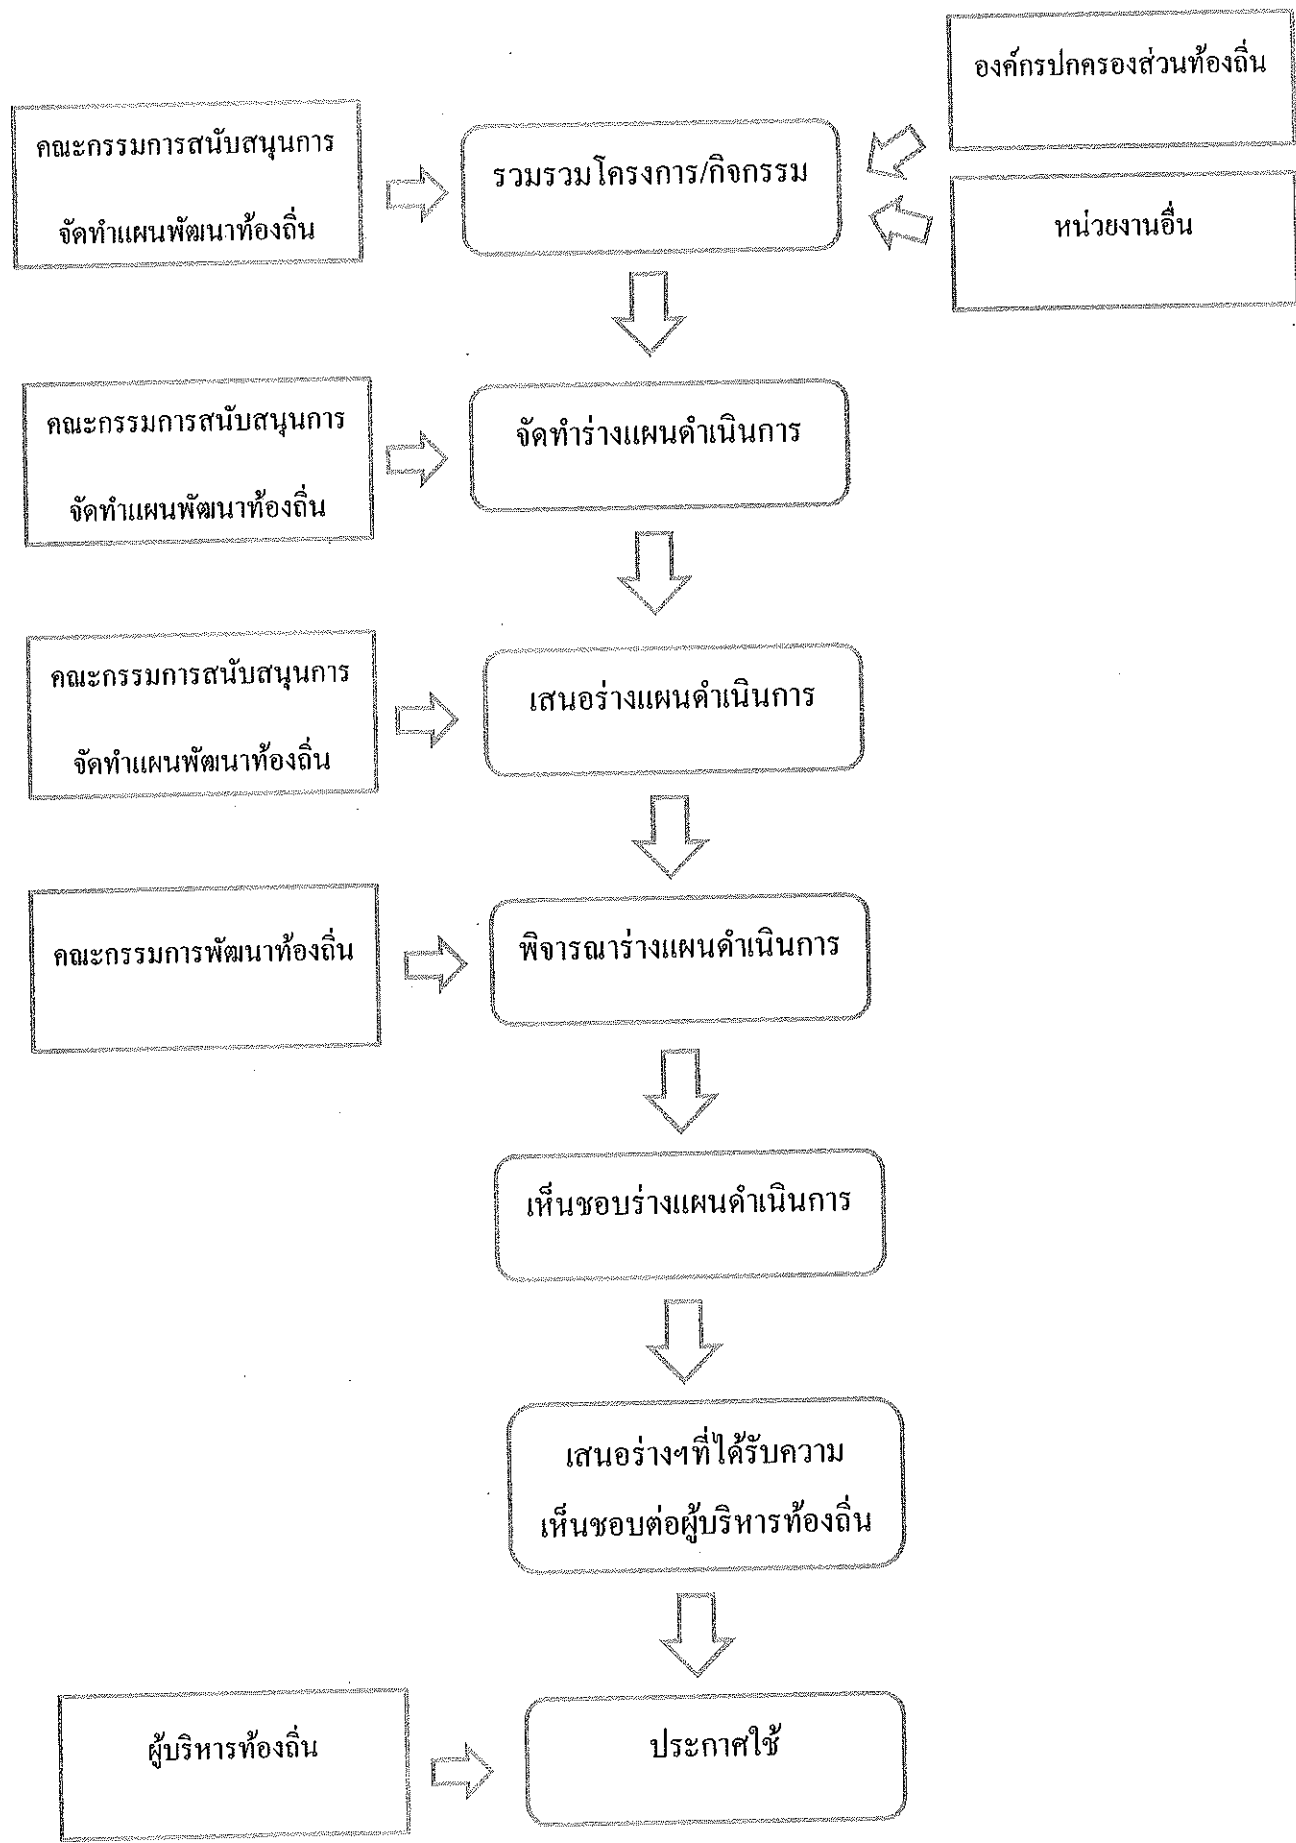 องค์กรปกครองส่วนท้องถิ่น
คณะกรรมการสนับสนุนการ
จัดทำแผนพัฒนาท้องถิ่น
รวมรวมโครงการ/กิจกรรม
หน่วยงานอื่น
คณะกรรมการสนับสนุนการ
จัดทำแผนพัฒนาท้องถิ่น
จัดทำร่างแผนดำเนินการ
คณะกรรมการสนับสนุนการ
จัดทำแผนพัฒนาท้องถิ่น
เสนอร่างแผนดำเนินการ
คณะกรรมการพัฒนาท้องถิ่น
พิจารณาร่างแผนดำเนินการ
เห็นชอบร่างแผนดำเนินการ
เสนอร่างฯที่ได้รับความ
เห็นชอบต่อผู้บริหารท้องถิ่น
ผู้บริหารท้องถิ่น
ประกาศใช้